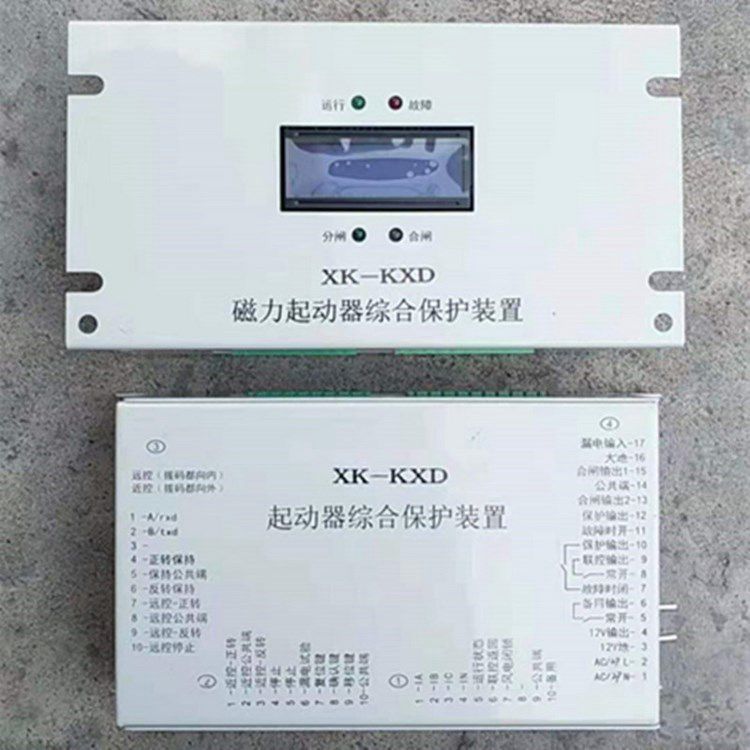 运行 故障
分闸 合闸
XK-KXD
磁力起动器综合保护装置
③
远控(拨码都向内)
近控(拨码都向外)
1 -A/rxd
2 -B/txd
3 -
4 -正转保持
5 -保持公共端
6 -反转保持
7 -远控-正转
8 -远控公共端
9 -远控-反转
10-远控停止
XK-KXD
起动器综合保护装置
④
漏电输入-17
大地-16
合闸输出1-15
公共端-14
合闸输出2-13
保护输出-12
故障时开-11
保护输出-10
联控输出- 9
常开- 8
故障时闭- 7
备用输出- 6
常开- 5
12V输出- 4
12V地- 3
AC/ L- 2
AC/ N- 1
②
1 -近控-正转
2 -近控公共端
3 -近控-反转
4 -停止
5 -停止
6 -漏电试验
7 -复位键
8 -确认键
9 -移位键
10-公共端
①
1 -IA
2 -IB
3 -IC
4 -IN
5 -运行状态
6 -联控返回
7 -风电闭锁
8 -
9 -公共端
10-备用